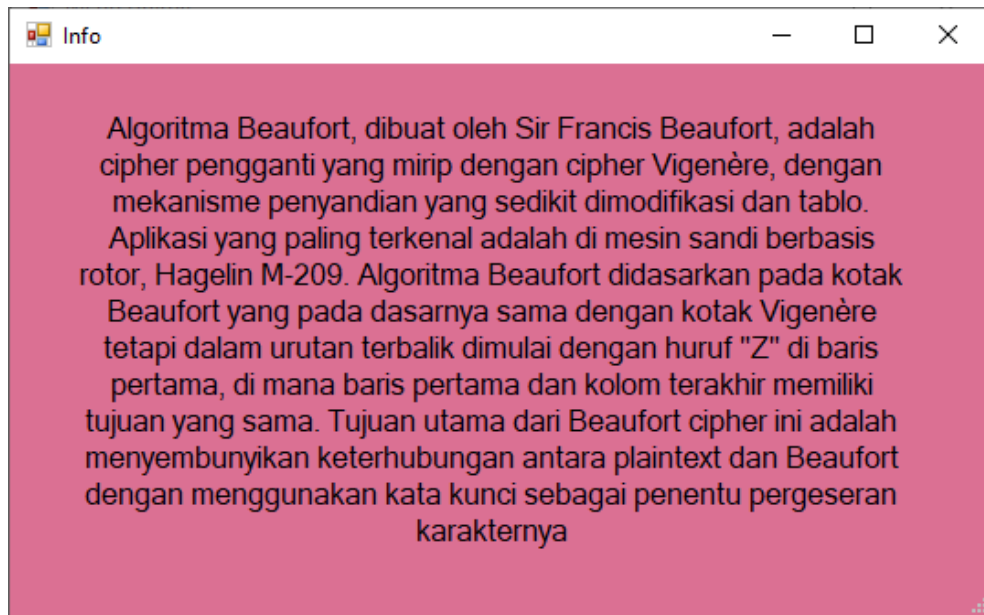 Info
Algoritma Beaufort, dibuat oleh Sir Francis Beaufort, adalah
cipher pengganti yang mirip dengan cipher Vigenère, dengan
mekanisme penyandian yang sedikit dimodifikasi dan tablo.
Aplikasi yang paling terkenal adalah di mesin sandi berbasis
rotor, Hagelin M-209. Algoritma Beaufort didasarkan pada kotak
Beaufort yang pada dasarnya sama dengan kotak Vigenère
tetapi dalam urutan terbalik dimulai dengan huruf "Z" di baris
pertama, di mana baris pertama dan kolom terakhir memiliki
tujuan yang sama. Tujuan utama dari Beaufort cipher ini adalah
menyembunyikan keterhubungan antara plaintext dan Beaufort
dengan menggunakan kata kunci sebagai penentu pergeseran
karakternya